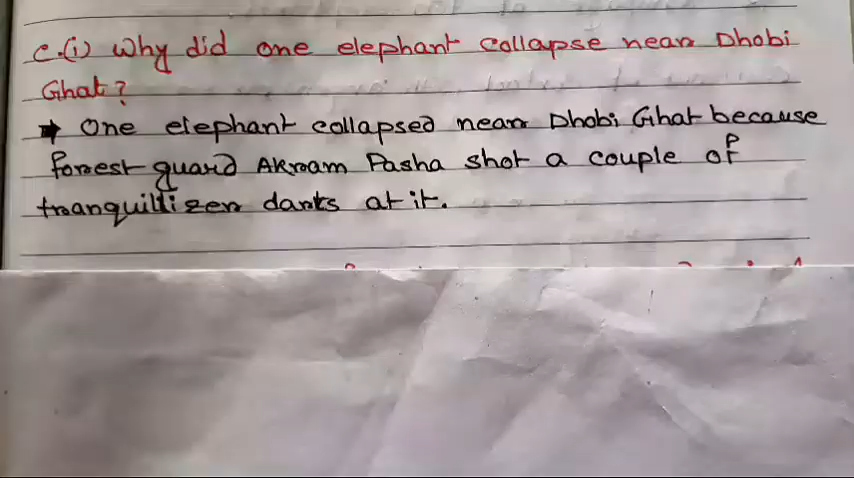 c.(i) Why did one elephant collapse near Dhobi
Ghat?
→ One elephant collapsed near Dhobi Ghat because
forest guard Akram Pasha shot a couple of
tranquillizer darts at it.